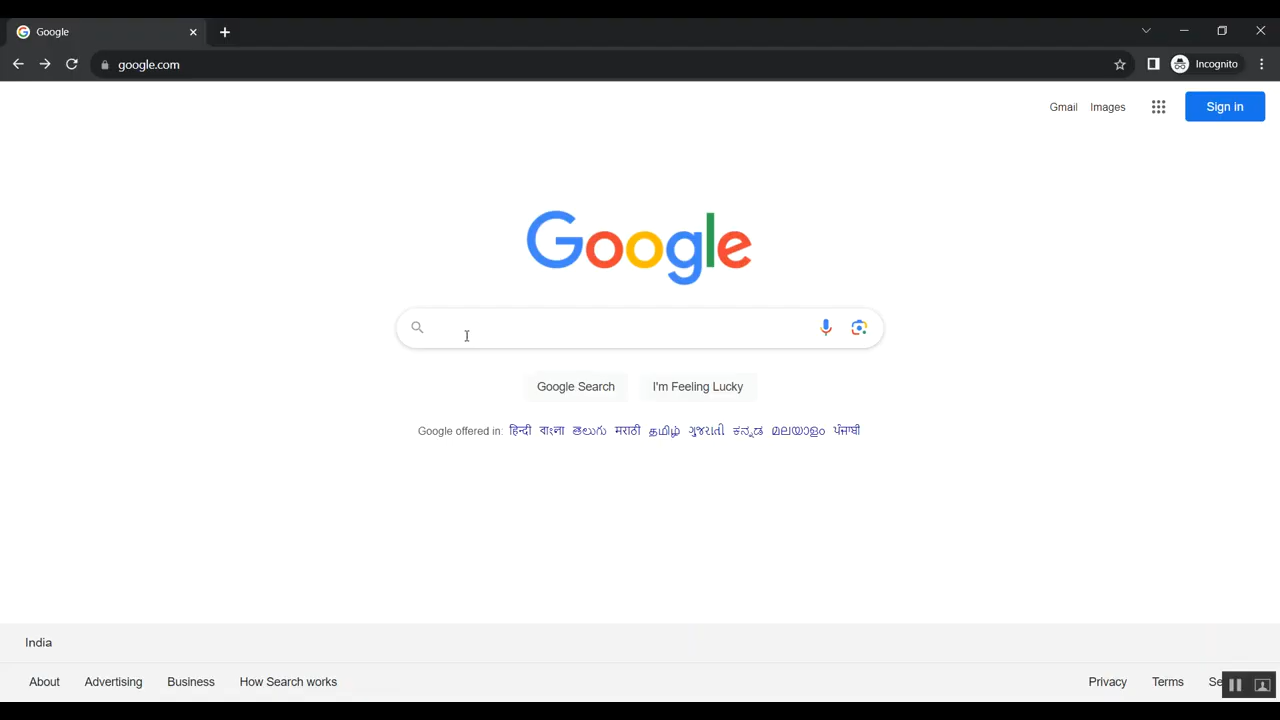 Google
google.com
Incognito
Gmail Images Sign in
Google
Google Search I'm Feeling Lucky
Google offered in: हिन्दी বাংলা తెలుగు मराठी தமிழ் ગુજરાતી ಕನ್ನಡ മലയാളം ਪੰਜਾਬੀ
India
About Advertising Business How Search works Privacy Terms